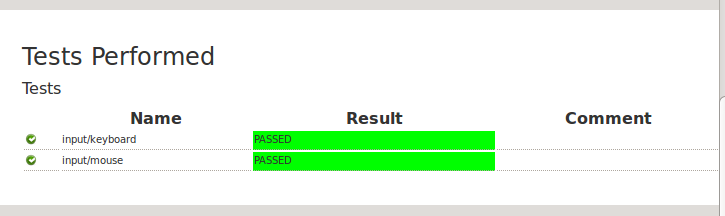 Tests Performed
Tests
Name Result Comment
input/keyboard PASSED
input/mouse PASSED